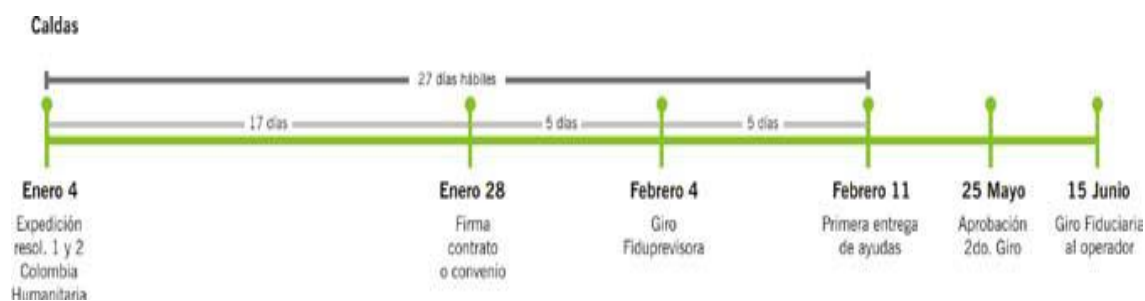 Caldas
27 días hábiles
17 días
5 días
5 días
Enero 4
Expedición
resol. 1 y 2
Colombia
Humanitaria
Enero 28
Firma
contrato
o convenio
Febrero 4
Giro
Fiduprevisora
Febrero 11
Primera entrega
de ayudas
25 Mayo
Aprobación
2do. Giro
15 Junio
Giro Fiduciaria
al operador